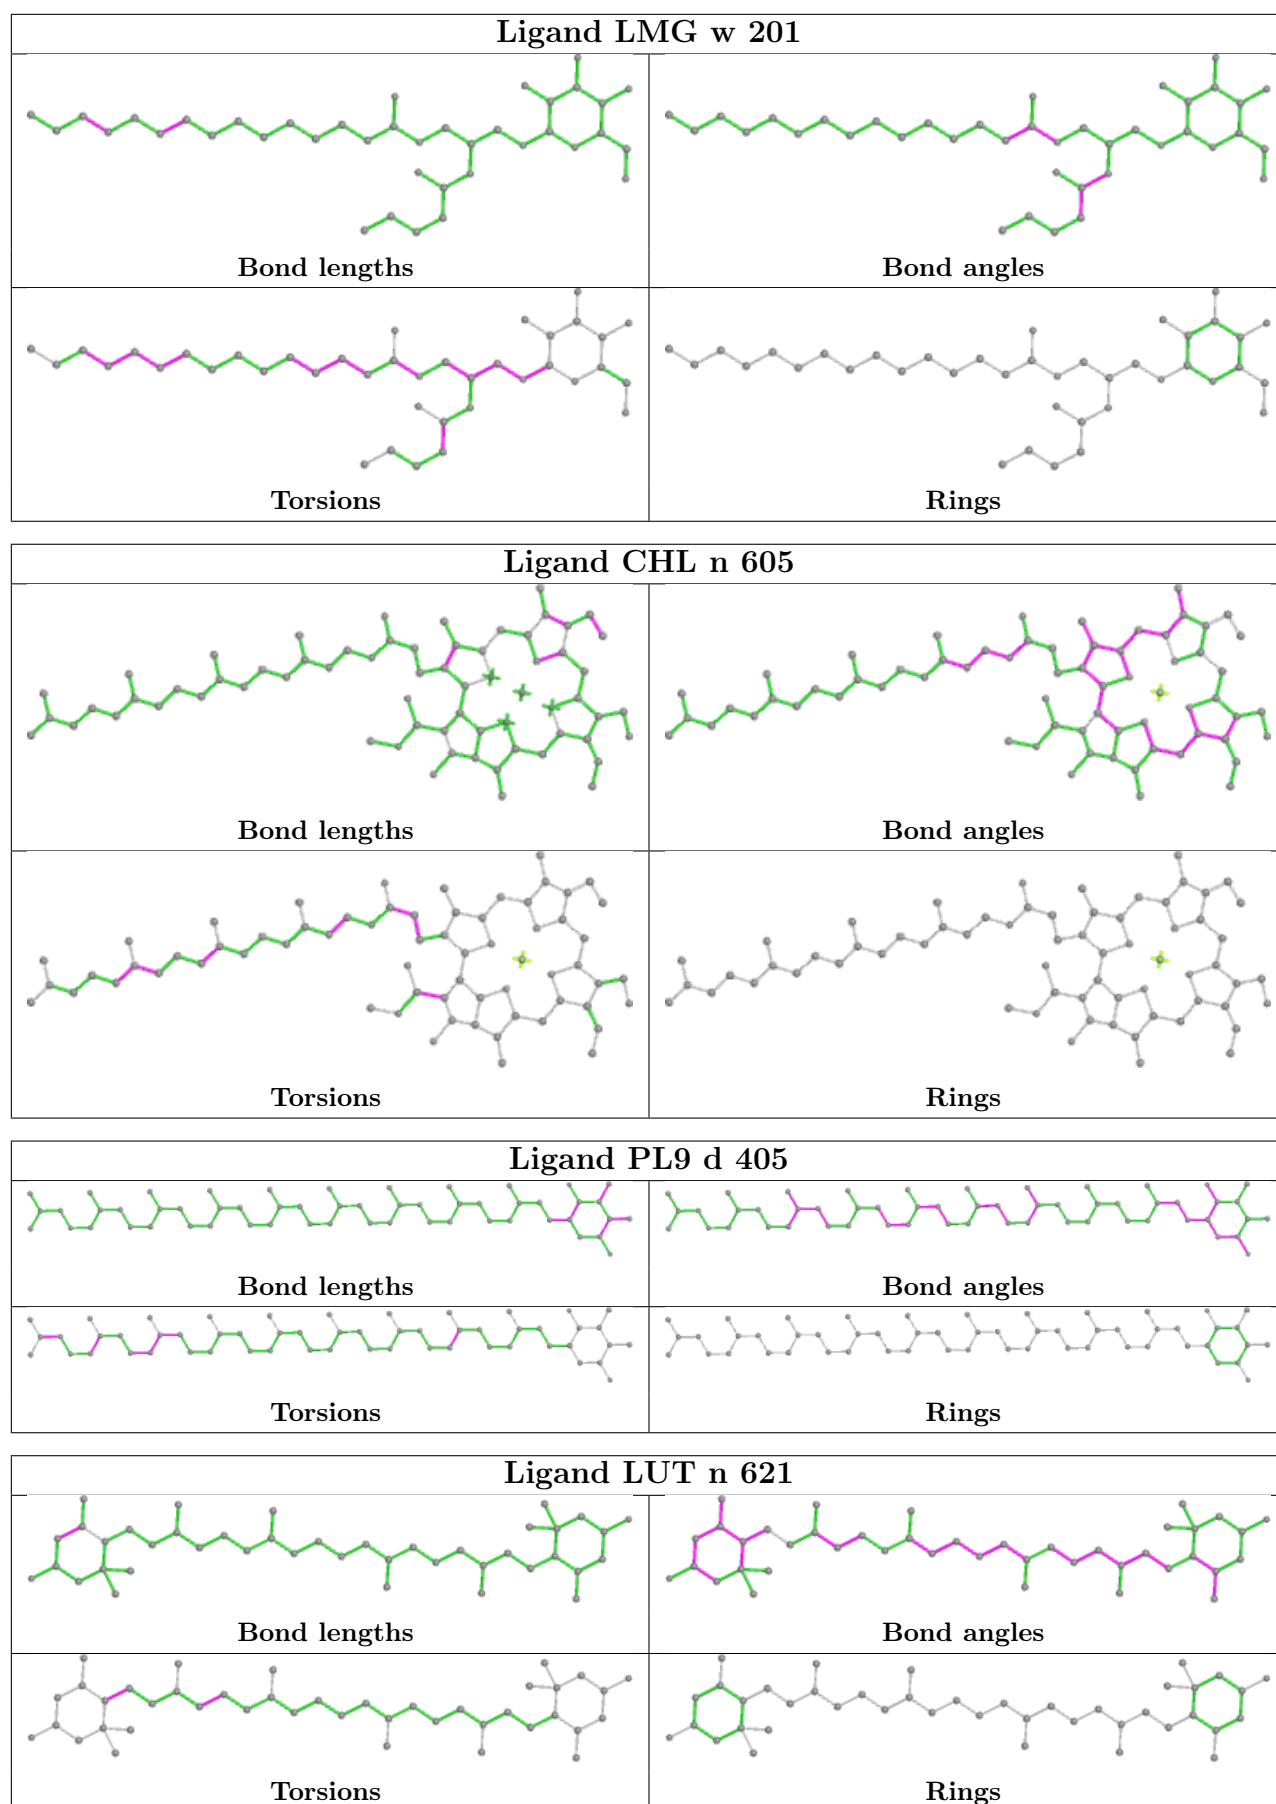 Ligand LMG w 201
Bond lengths
Bond angles
Torsions
Rings
Ligand CHL n 605
Bond lengths
Bond angles
Torsions
Rings
Ligand PL9 d 405
Bond lengths
Bond angles
Torsions
Rings
Ligand LUT n 621
Bond lengths
Bond angles
Torsions
Rings